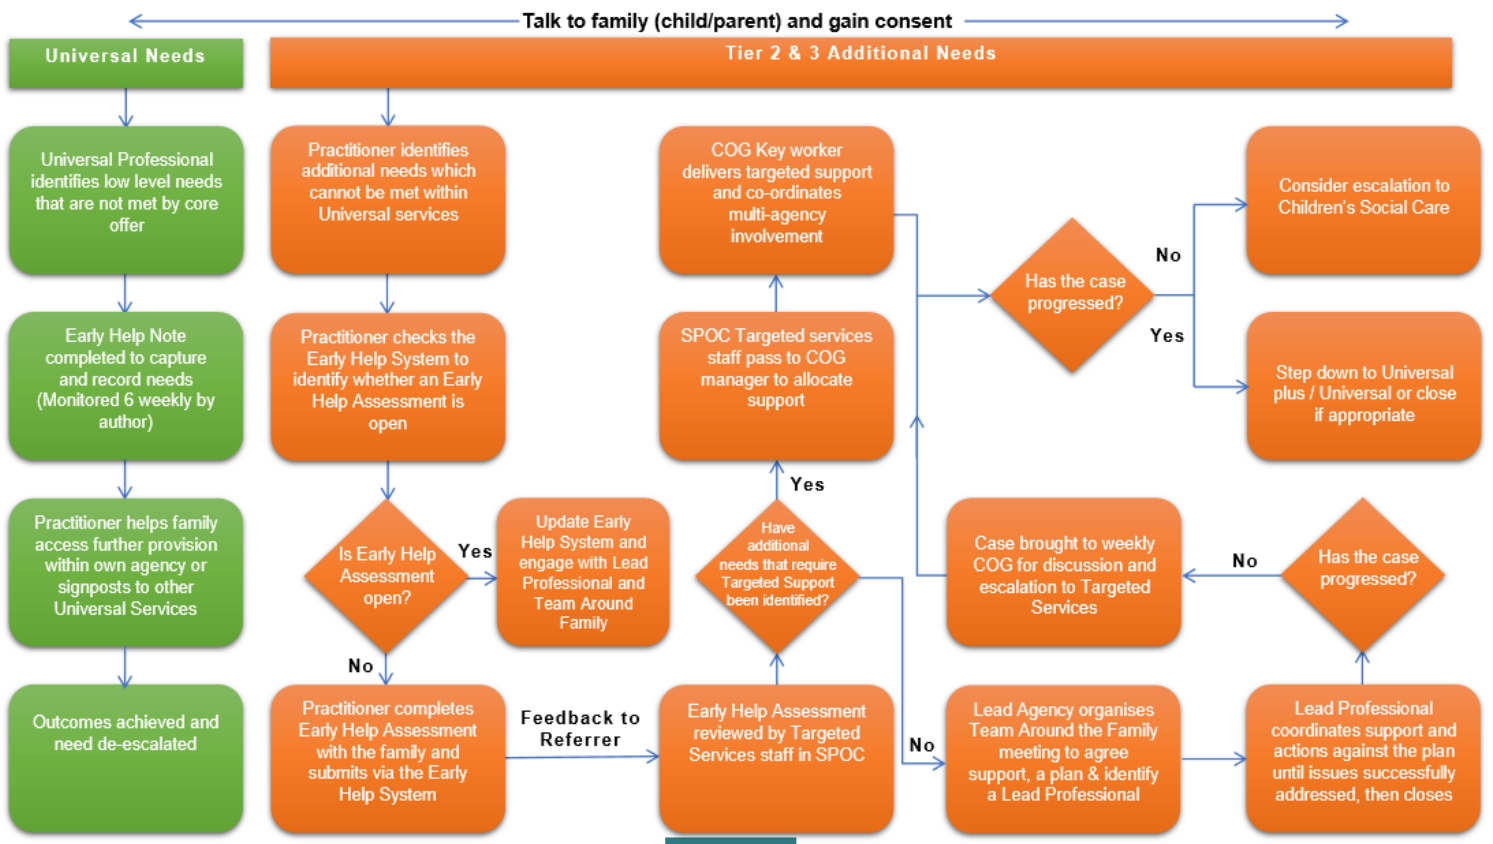 Talk to family (child/parent) and gain consent
Universal Needs
Tier 2 & 3 Additional Needs
Universal Professional
identifies low level needs
that are not met by core
offer
Early Help Note
completed to capture
and record needs
(Monitored 6 weekly by
author)
Practitioner helps family
access further provision
within own agency or
signposts to other
Universal Services
Outcomes achieved and
need de-escalated
Practitioner identifies
additional needs which
cannot be met within
Universal services
Practitioner checks the
Early Help System to
identify whether an Early
Help Assessment is
open
Is Early Help
Assessment
open?
Yes
Update Early
Help System and
engage with Lead
Professional and
Team Around
Family
No
Practitioner completes
Early Help Assessment
with the family and
submits via the Early
Help System
Feedback to
Referrer
Early Help Assessment
reviewed by Targeted
Services staff in SPOC
Have
additional
needs that require
Targeted Support
been identified?
Yes
SPOC Targeted services
staff pass to COG
manager to allocate
support
COG Key worker
delivers targeted support
and co-ordinates
multi-agency
involvement
No
Lead Agency organises
Team Around the Family
meeting to agree
support, a plan & identify
a Lead Professional
Lead Professional
coordinates support and
actions against the plan
until issues successfully
addressed, then closes
Has the case
progressed?
No
Case brought to weekly
COG for discussion and
escalation to Targeted
Services
Has the case
progressed?
No
Consider escalation to
Children's Social Care
Yes
Step down to Universal
plus / Universal or close
if appropriate